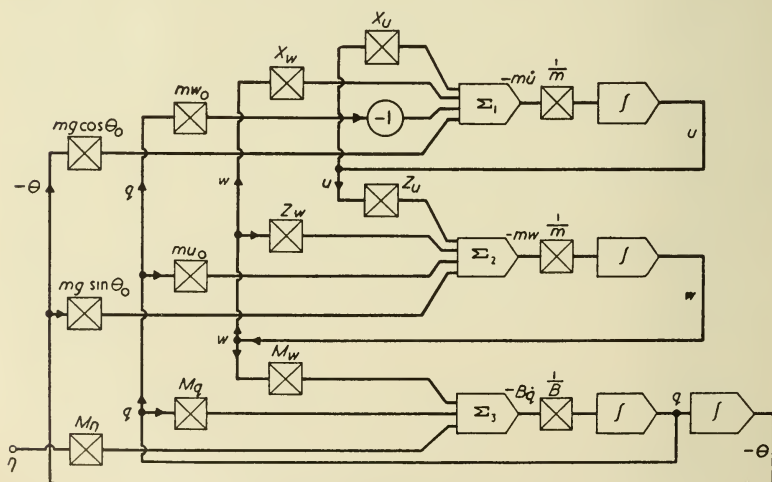 X_u
X_w
mw_0
-1
Σ_1
-mu̇
1/m
∫
u
mg cos θ_0
-θ
q
w
u
Z_u
Z_w
mu_0
Σ_2
-mw
1/m
∫
w
mg sin θ_0
w
M_w
M_q
q
Σ_3
-Bq̇
1/B
∫
q
∫
M_η
η
-θ